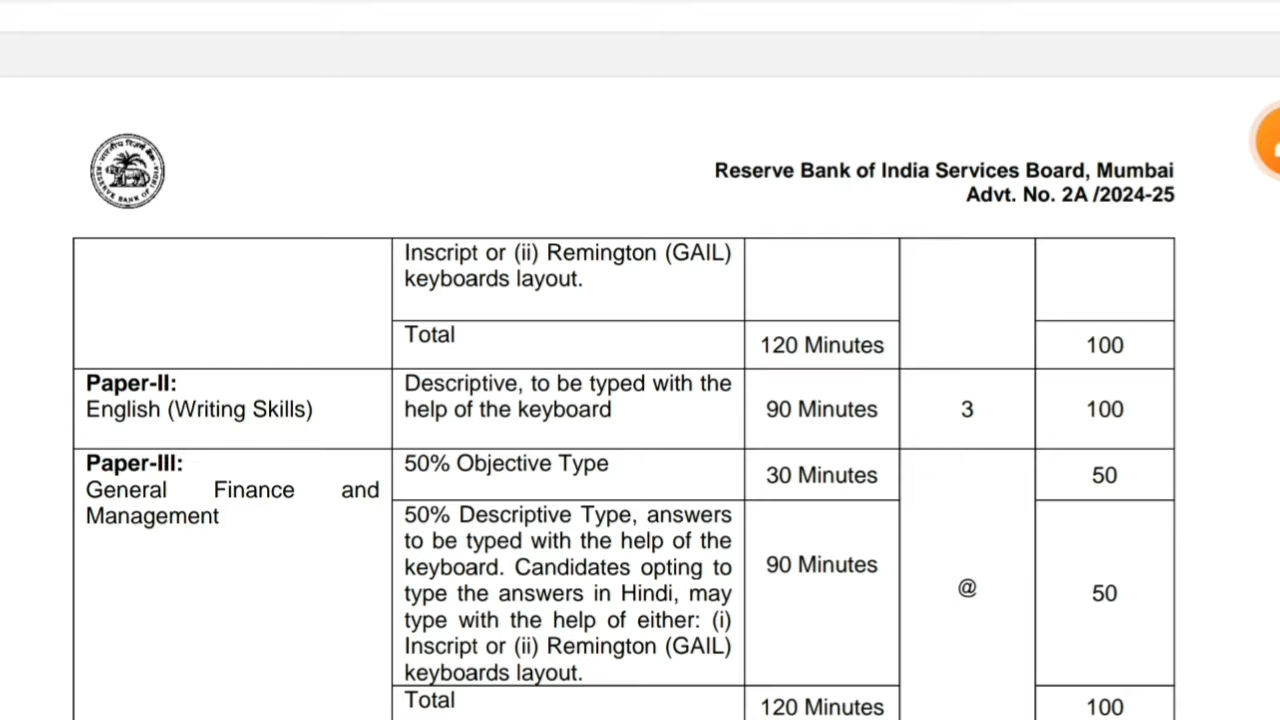 Reserve Bank of India Services Board, Mumbai
Advt. No. 2A /2024-25
Inscript or (ii) Remington (GAIL)
keyboards layout.
Total
120 Minutes
100
Paper-II:
English (Writing Skills)
Descriptive, to be typed with the
help of the keyboard
90 Minutes
3
100
Paper-III:
General Finance and
Management
50% Objective Type
30 Minutes
50
50% Descriptive Type, answers
to be typed with the help of the
keyboard. Candidates opting to
type the answers in Hindi, may
type with the help of either: (i)
Inscript or (ii) Remington (GAIL)
keyboards layout.
90 Minutes
@
50
Total
120 Minutes
100